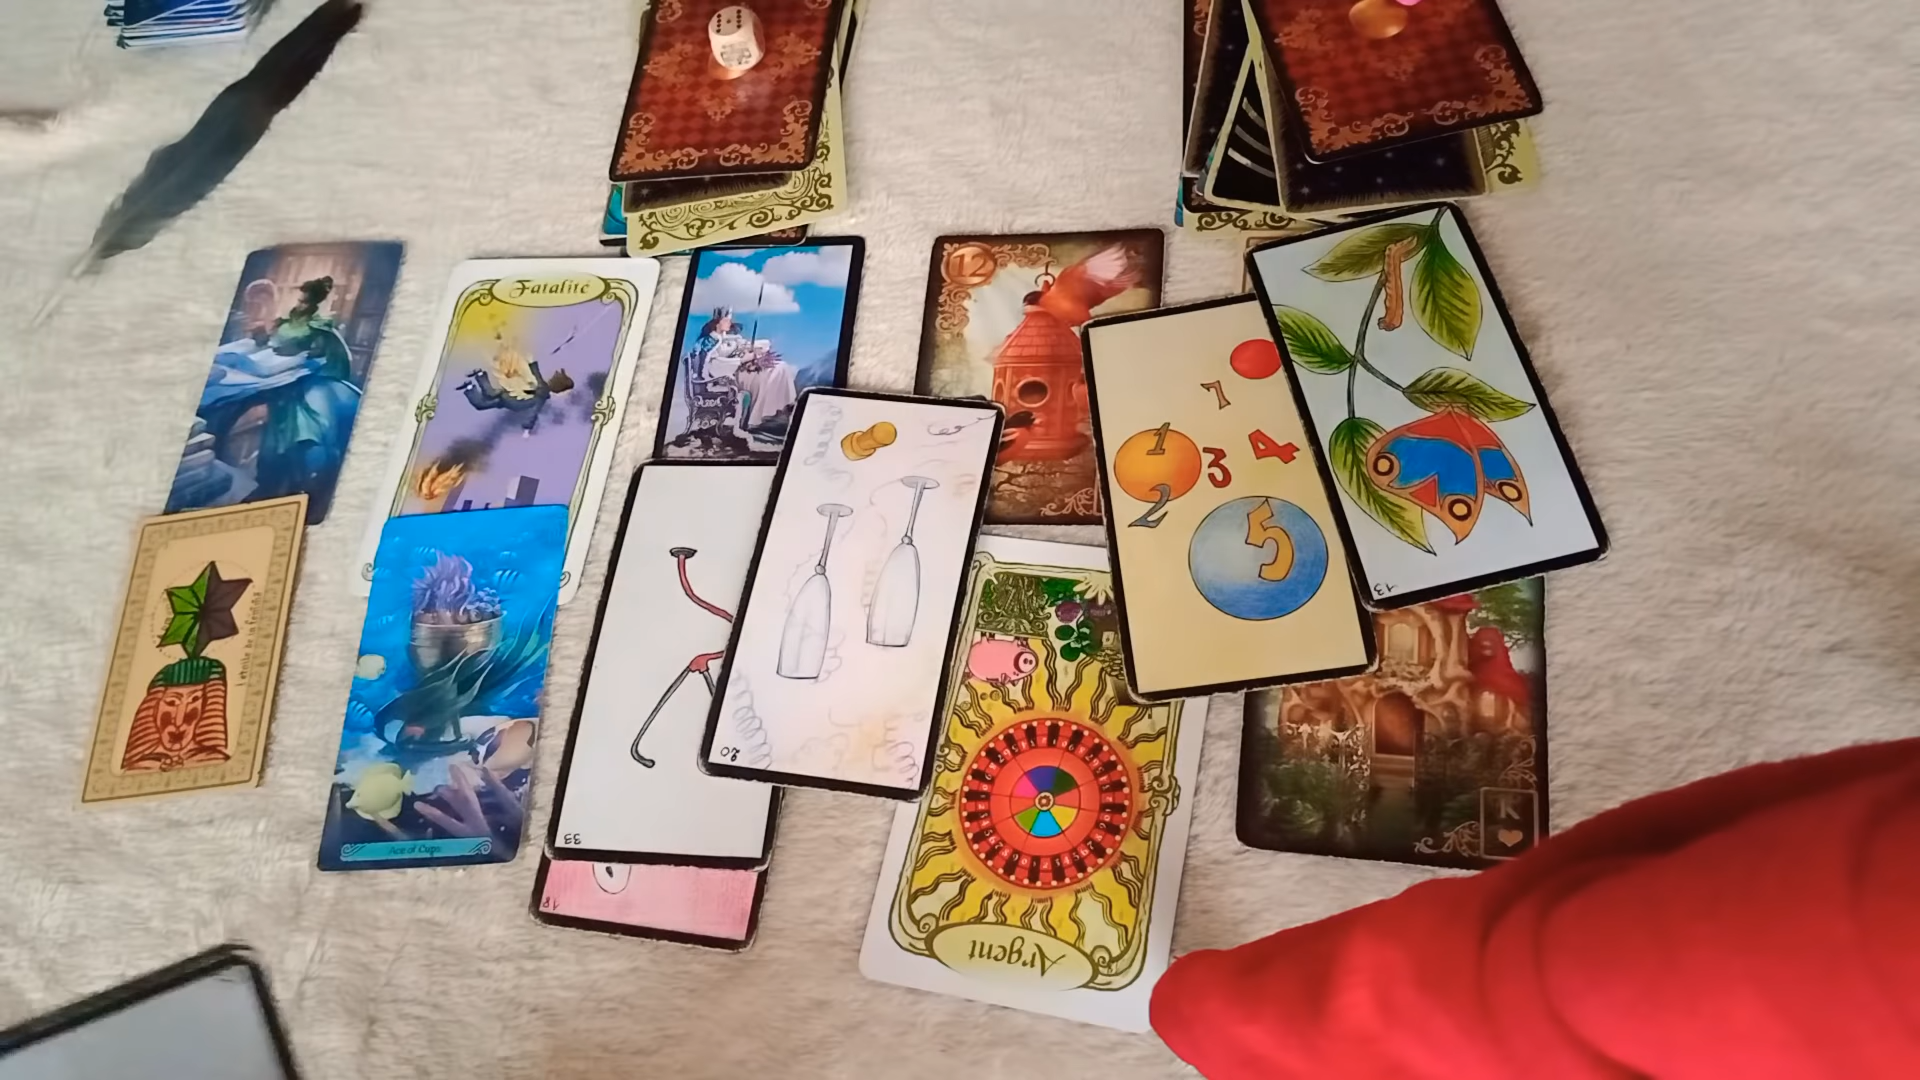 Fatalité
12
13
7
1
3
4
2
5
L'étoile de la femme
20
33
18
Ace of Cups
K
Argent